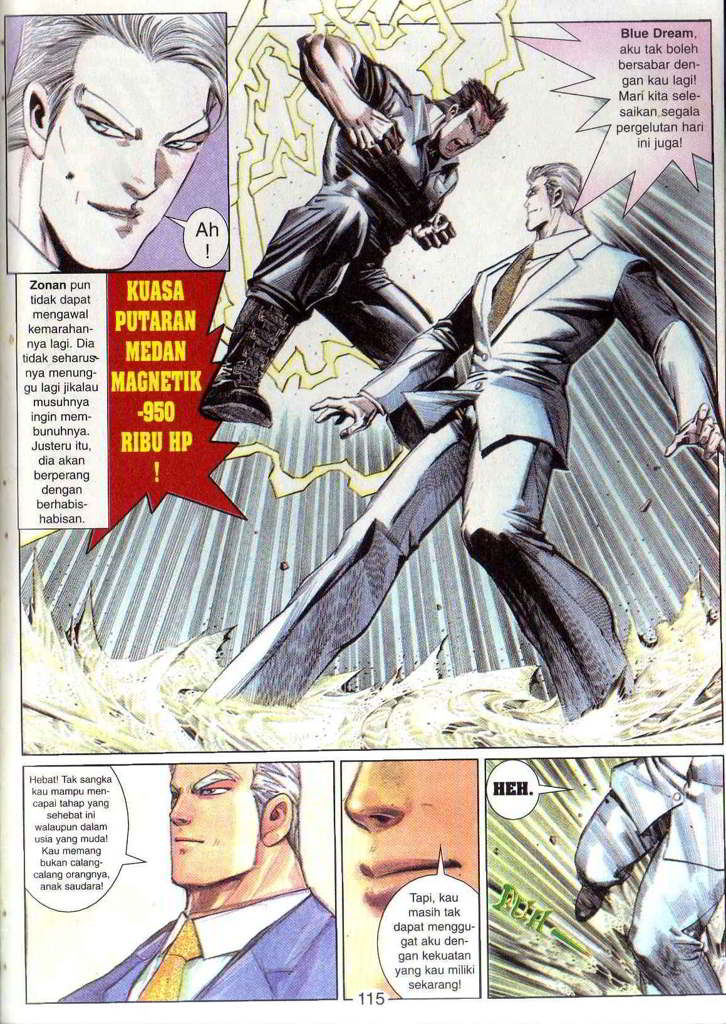 Ah
!
Blue Dream,
aku tak boleh
bersabar den-
gan kau lagi!
Mari kita sele-
saikan segala
pergelutan hari
ini juga!
Zonan pun
tidak dapat
mengawal
kemarahan-
nya lagi. Dia
tidak seharus-
nya menung-
gu lagi jikalau
musuhnya
ingin mem-
bunuhnya.
Justeru itu,
dia akan
berperang
dengan
berhabis-
habisan.
KUASA
PUTARAN
MEDAN
MAGNETIK
-950
RIBU HP
!
Hebat! Tak sangka
kau mampu men-
capai tahap yang
sehebat ini
walaupun dalam
usia yang muda!
Kau memang
bukan calang-
calang orangnya,
anak saudara!
Tapi, kau
masih tak
dapat menggu-
gat aku den-
gan kekuatan
yang kau miliki
sekarang!
HEH.
115